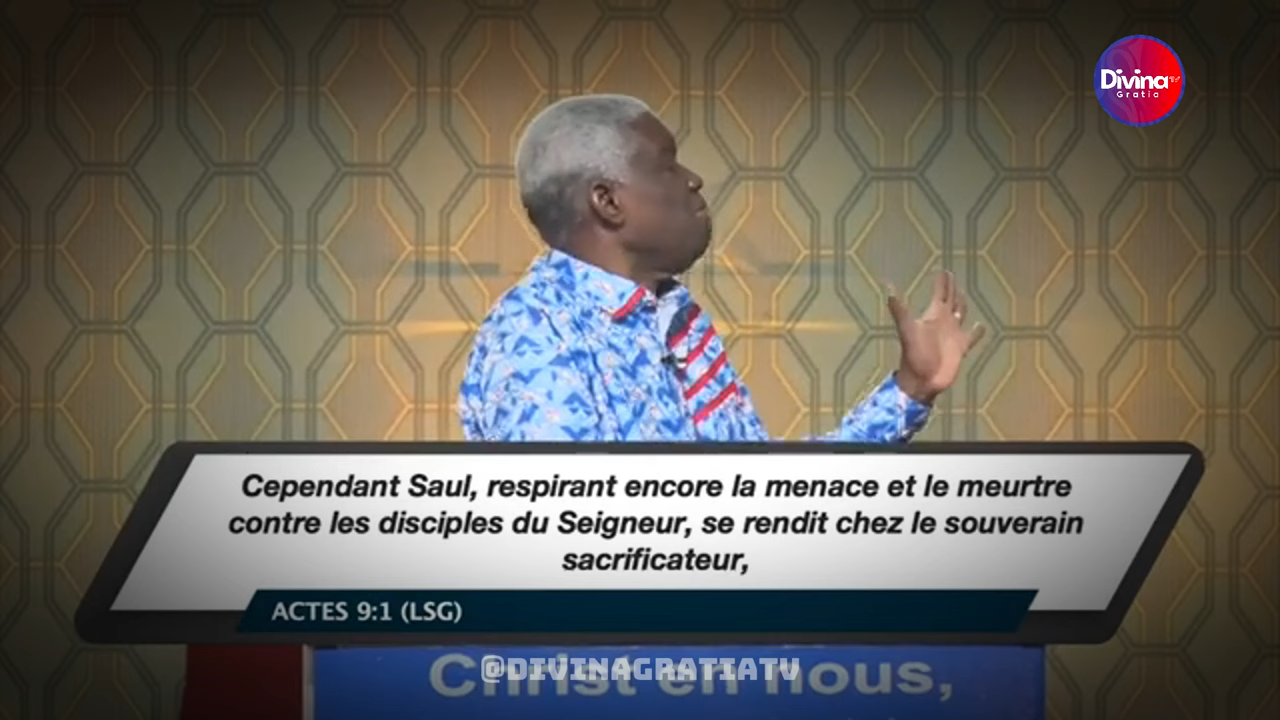 Divina TV
Gratia
Cependant Saul, respirant encore la menace et le meurtre
contre les disciples du Seigneur, se rendit chez le souverain
sacrificateur,
ACTES 9:1 (LSG)
@DIVINAGRATIATV
Christ en nous,